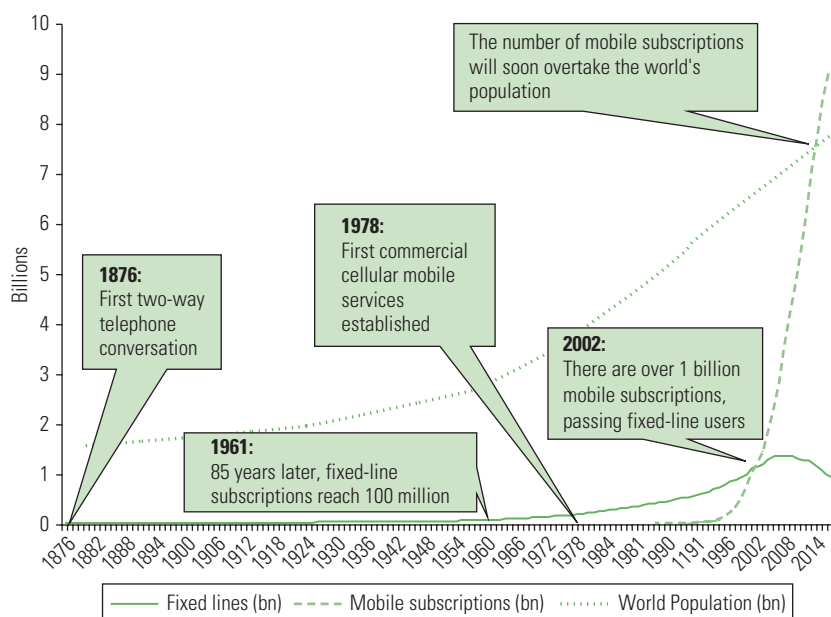 10
9
8
7
6
5
4
3
2
1
0
Billions
The number of mobile subscriptions
will soon overtake the world's
population
1978:
First commercial
cellular mobile
services
established
1876:
First two-way
telephone
conversation
2002:
There are over 1 billion
mobile subscriptions,
passing fixed-line users
1961:
85 years later, fixed-line
subscriptions reach 100 million
1876 1882 1888 1894 1900 1906 1912 1918 1924 1930 1936 1942 1948 1954 1960 1966 1972 1978 1984 1981 1990 1191 1996 2002 2008 2014
Fixed lines (bn) Mobile subscriptions (bn) World Population (bn)